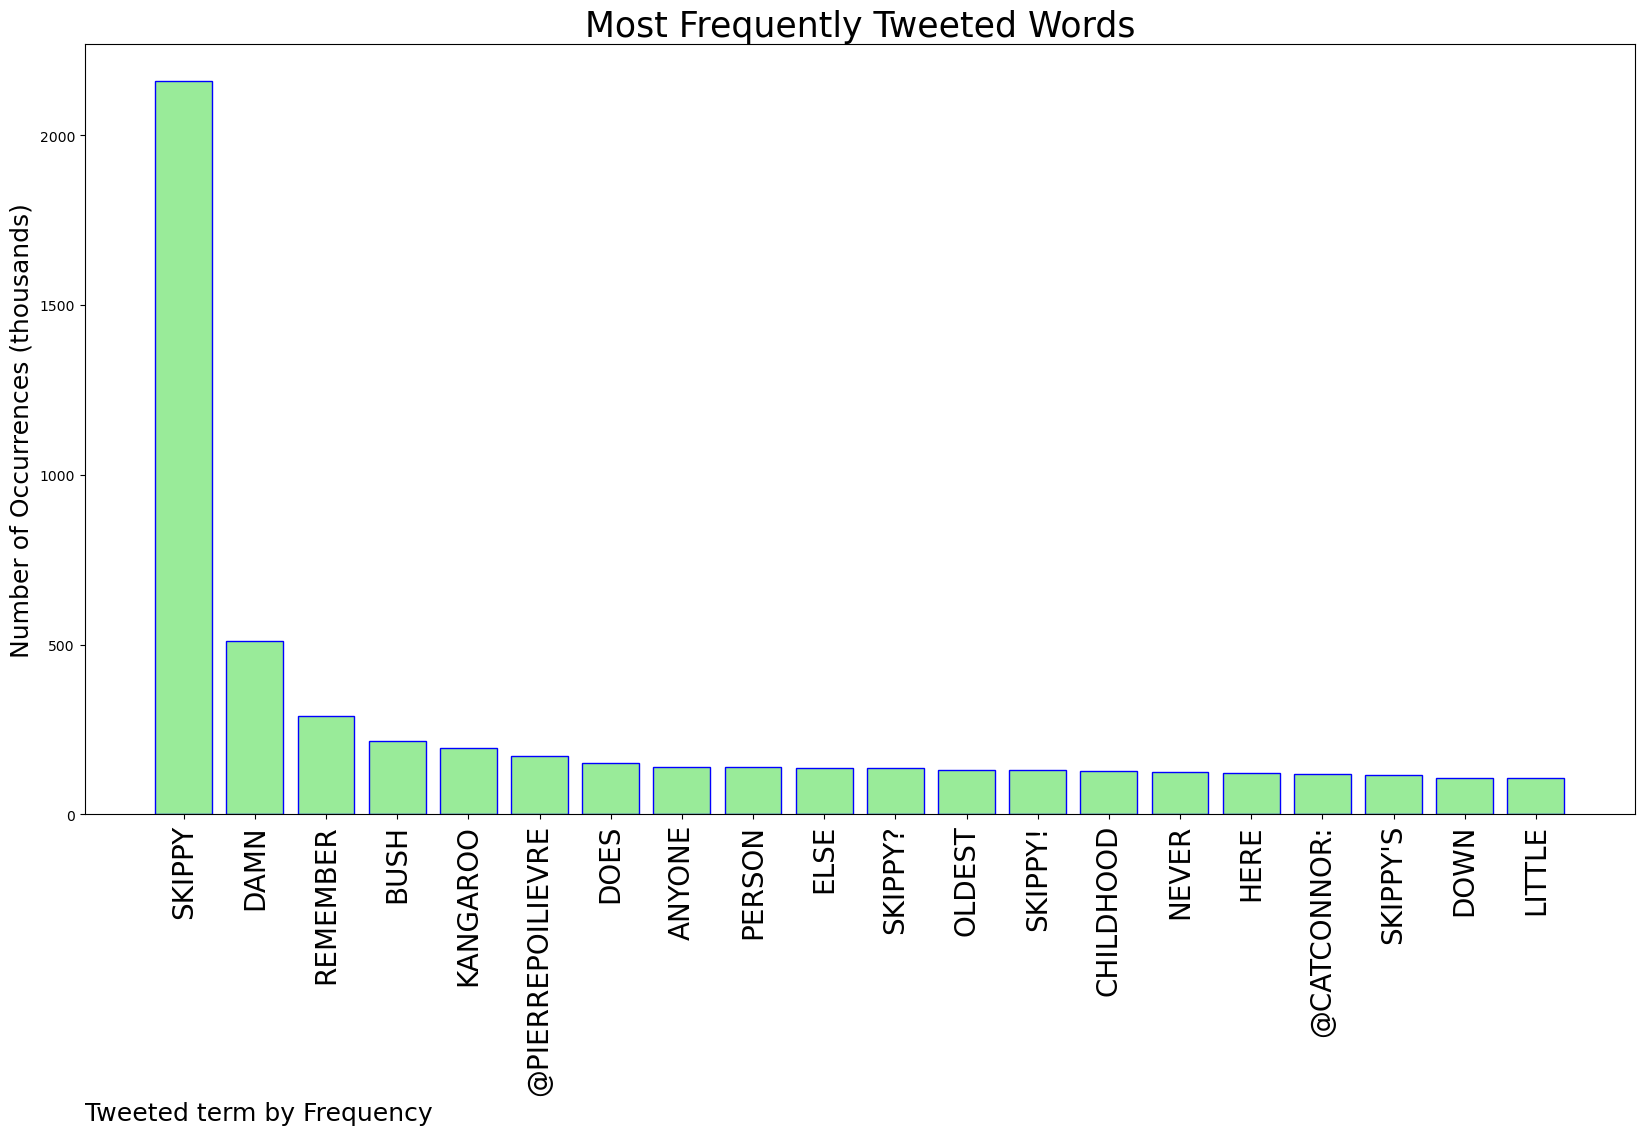 Most Frequently Tweeted Words
Number of Occurrences (thousands)
2000
1500
1000
500
0
SKIPPY
DAMN
REMEMBER
BUSH
KANGAROO
@PIERREPOILIEVRE
DOES
ANYONE
PERSON
ELSE
SKIPPY?
OLDEST
SKIPPY!
CHILDHOOD
NEVER
HERE
@CATCONNOR:
SKIPPY'S
DOWN
LITTLE
Tweeted term by Frequency